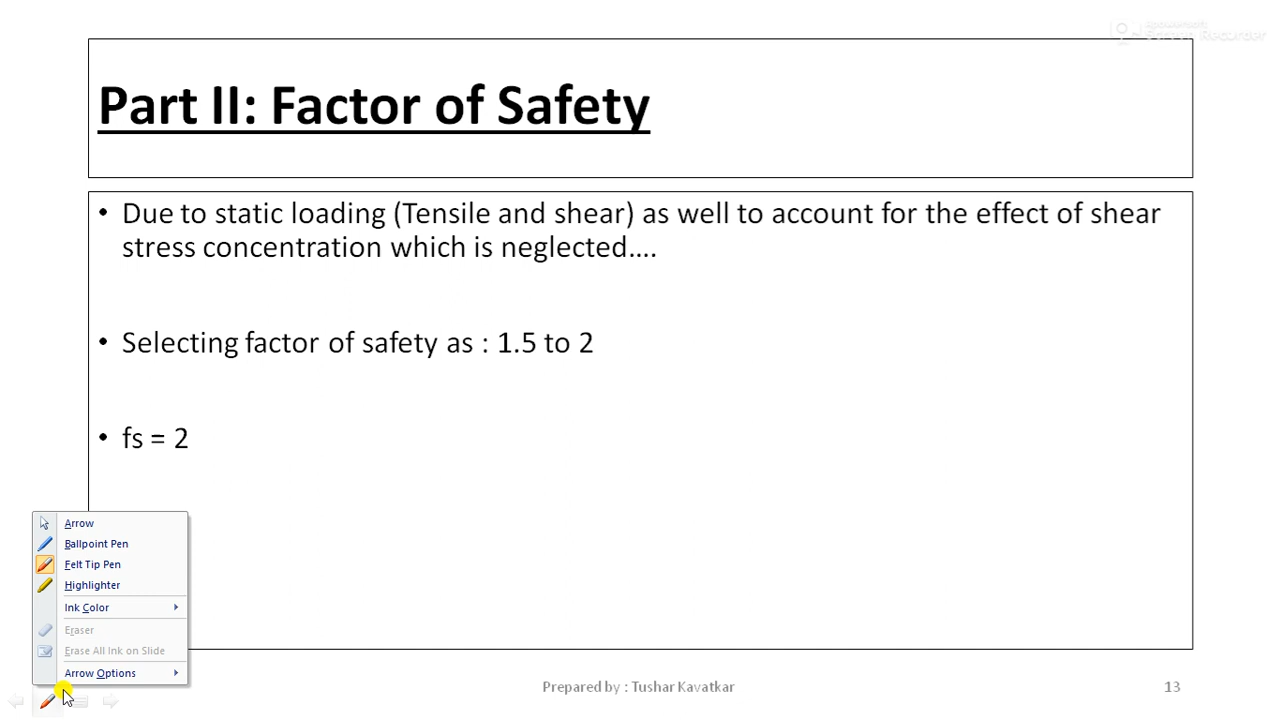 Screen Recorder
Part II: Factor of Safety
• Due to static loading (Tensile and shear) as well to account for the effect of shear
stress concentration which is neglected....
• Selecting factor of safety as : 1.5 to 2
• fs = 2
Arrow
Ballpoint Pen
Felt Tip Pen
Highlighter
Ink Color
Eraser
Erase All Ink on Slide
Arrow Options
Prepared by : Tushar Kavatkar
13